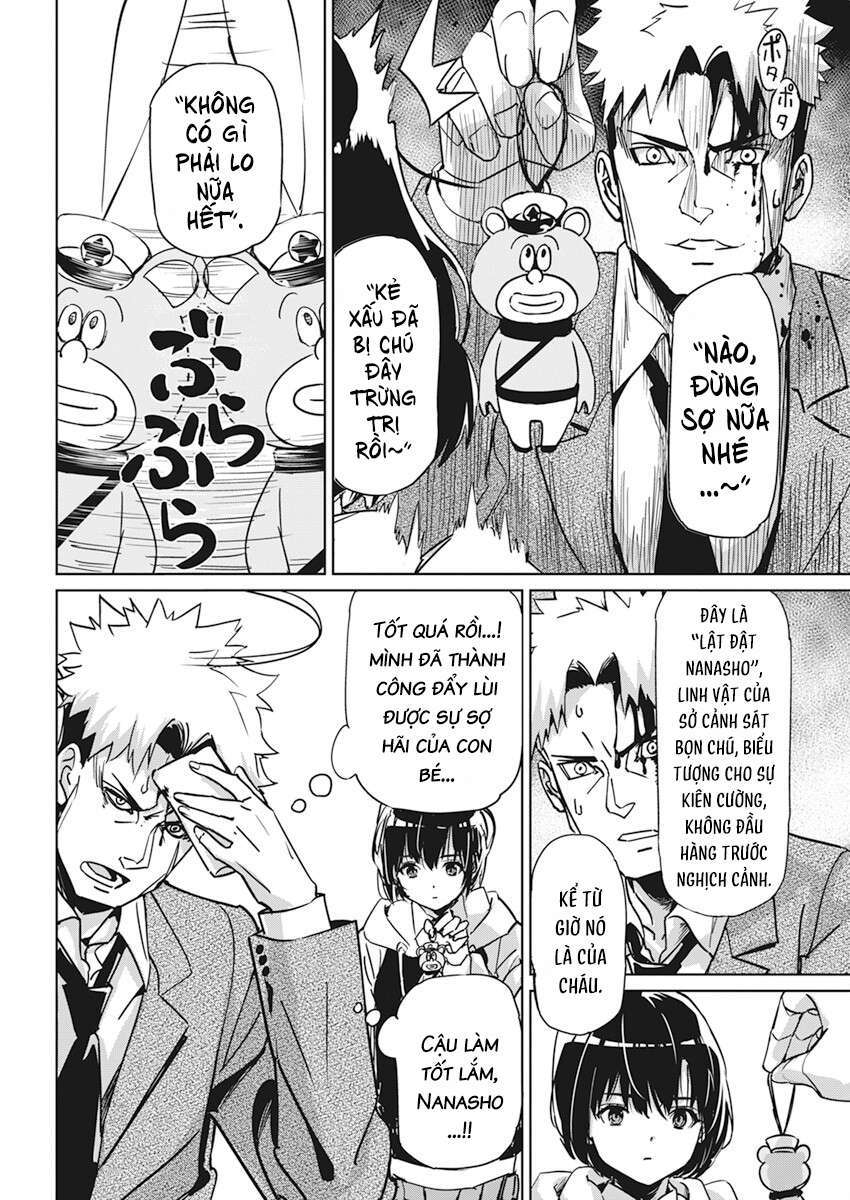 ポタ
ポタ
“NÀO,
ĐỪNG
SỢ NỮA
NHÉ
...~”
“KẺ
XẤU ĐÃ
BỊ CHÚ
ĐÂY
TRỪNG
TRỊ
RỒI~”
“KHÔNG
CÓ GÌ
PHẢI LO
NỮA
HẾT”.
ぶら
ぶら
ĐÂY LÀ
“LẬT ĐẬT
NANASHO”,
LINH VẬT CỦA
SỞ CẢNH SÁT
BỌN CHÚ, BIỂU
TƯỢNG CHO SỰ
KIÊN CƯỜNG,
KHÔNG ĐẦU
HÀNG TRƯỚC
NGHỊCH CẢNH.
KỂ TỪ
GIỜ NÓ
LÀ CỦA
CHÁU.
TỐT QUÁ RỒI...!
MÌNH ĐÃ THÀNH
CÔNG ĐẨY LÙI
ĐƯỢC SỰ SỢ
HÃI CỦA CON
BÉ...
CẬU LÀM
TỐT LẮM,
NANASHO
...!!